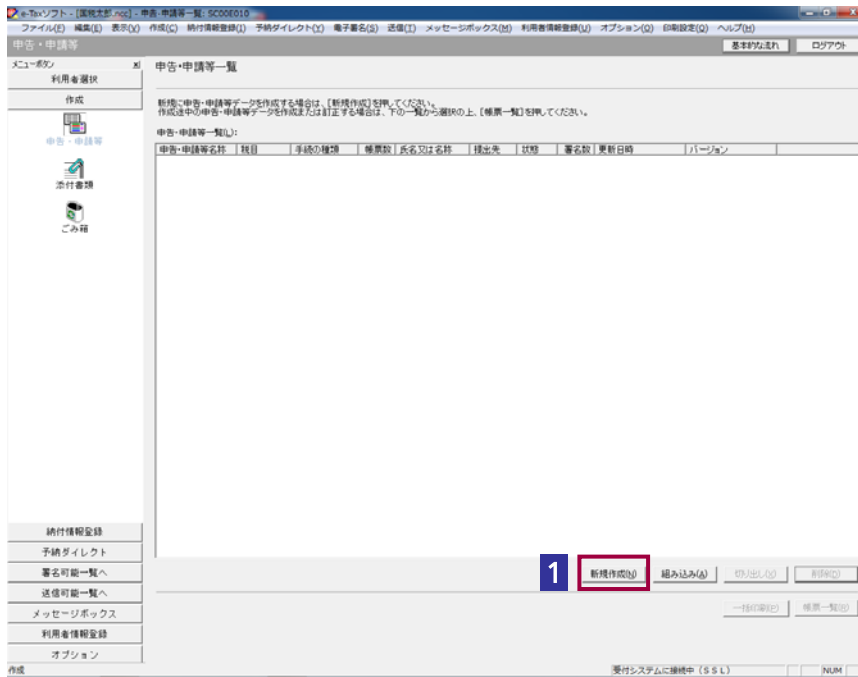 e-Taxソフト - [国税太郎.ncc] - 申告・申請等一覧: SC00E010
ファイル(F) 編集(E) 表示(V) 作成(C) 納付情報登録(I) 予納ダイレクト(Y) 電子署名(S) 送信(T) メッセージボックス(M) 利用者情報登録(U) オプション(O) 印刷設定(Q) ヘルプ(H)
申告・申請等 基本的な流れ ログアウト
メニューボタン x
利用者選択
作成
申告・申請等
添付書類
ごみ箱
申告・申請等一覧
新規に申告・申請等データを作成する場合は、[新規作成]を押してください。
作成途中の申告・申請等データを作成または訂正する場合は、下の一覧から選択の上、[帳票一覧]を押してください。
申告・申請等一覧(L):
申告・申請等名称 税目 手続の種類 帳票数 氏名又は名称 提出先 状態 署名数 更新日時 バージョン
1 新規作成(N) 組み込み(A) 切り出し(X) 削除(D)
一括印刷(P) 帳票一覧(R)
納付情報登録
予納ダイレクト
署名可能一覧へ
送信可能一覧へ
メッセージボックス
利用者情報登録
オプション
作成 受付システムに接続中(SSL) NUM